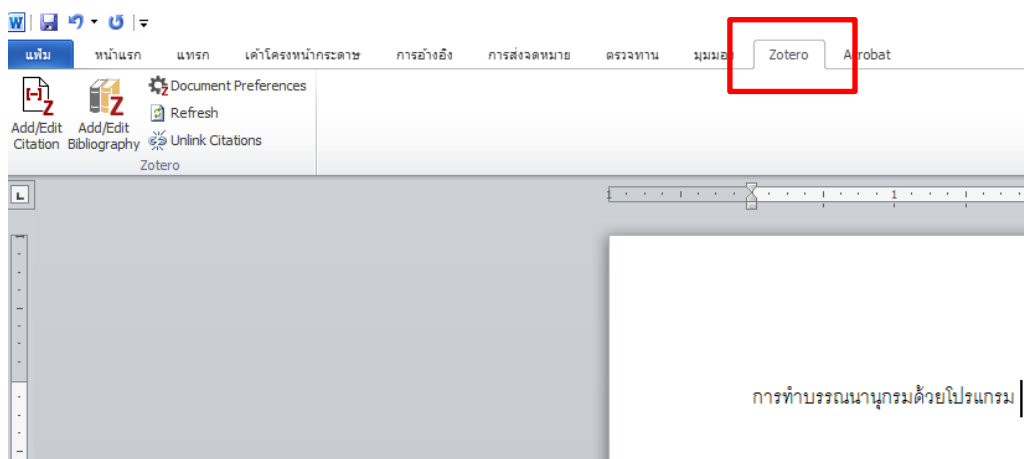 แฟ้ม หน้าแรก แทรก เค้าโครงหน้ากระดาษ การอ้างอิง การส่งจดหมาย ตรวจทาน มุมมอง Zotero Acrobat
Document Preferences
Refresh
Add/Edit Citation
Add/Edit Bibliography
Unlink Citations
Zotero
1 1
การทำบรรณนานุกรมด้วยโปรแกรม